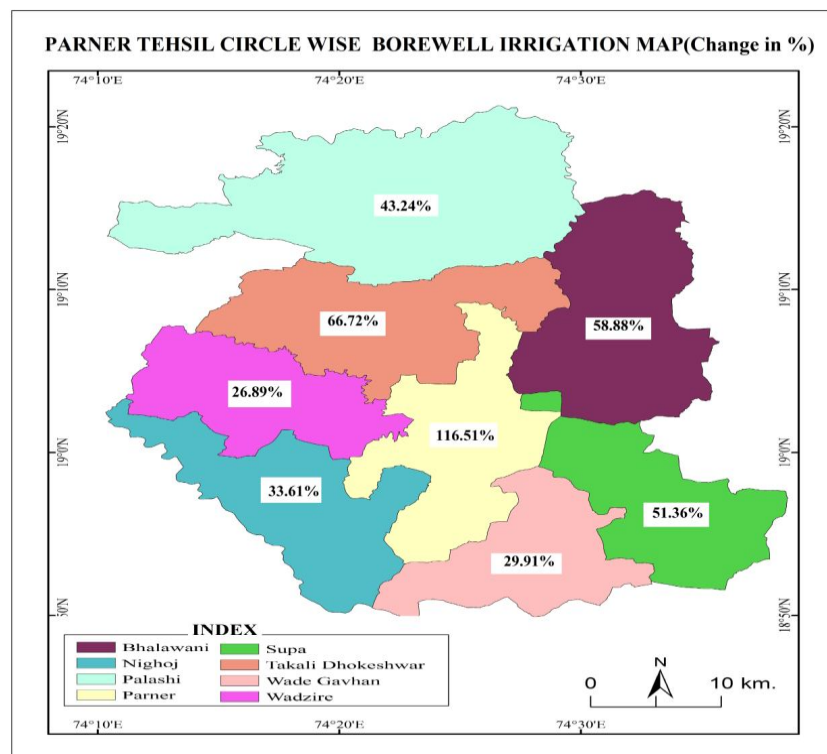 PARNER TEHSIL CIRCLE WISE BOREWELL IRRIGATION MAP(Change in %)
74°10'E 74°20'E 74°30'E
19°20'N 19°20'N
43.24%
19°10'N 19°10'N
66.72%
58.88%
26.89%
116.51%
19°0'N 19°0'N
33.61%
51.36%
29.91%
50'N 18°50'N
INDEX
Bhalawani Supa
Nighoj Takali Dhokeshwar
Palashi Wade Gavhan
Parner Wadzire
N
0 10 km.
74°10'E 74°20'E 74°30'E